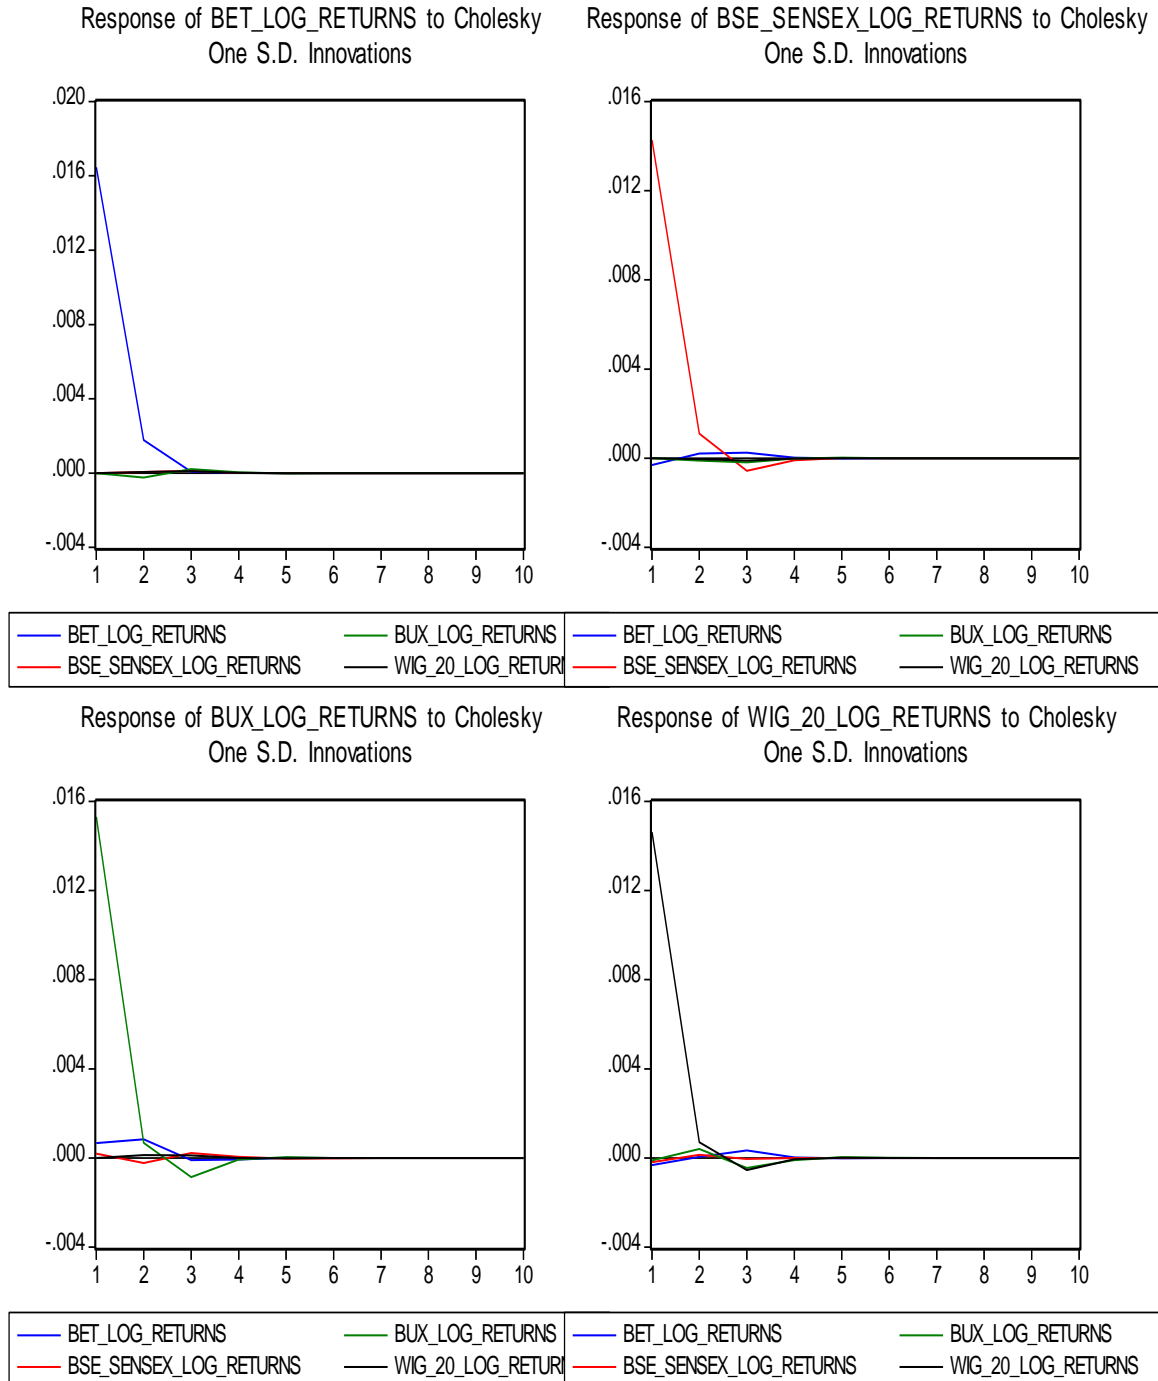 Response of BET_LOG_RETURNS to Cholesky
One S.D. Innovations
.020
.016
.012
.008
.004
.000
-.004
1 2 3 4 5 6 7 8 9 10
BET_LOG_RETURNS BUX_LOG_RETURNS
BSE_SENSEX_LOG_RETURNS WIG_20_LOG_RETURN
Response of BSE_SENSEX_LOG_RETURNS to Cholesky
One S.D. Innovations
.016
.012
.008
.004
.000
-.004
1 2 3 4 5 6 7 8 9 10
BET_LOG_RETURNS BUX_LOG_RETURNS
BSE_SENSEX_LOG_RETURNS WIG_20_LOG_RETURNS
Response of BUX_LOG_RETURNS to Cholesky
One S.D. Innovations
.016
.012
.008
.004
.000
-.004
1 2 3 4 5 6 7 8 9 10
BET_LOG_RETURNS BUX_LOG_RETURNS
BSE_SENSEX_LOG_RETURNS WIG_20_LOG_RETURN
Response of WIG_20_LOG_RETURNS to Cholesky
One S.D. Innovations
.016
.012
.008
.004
.000
-.004
1 2 3 4 5 6 7 8 9 10
BET_LOG_RETURNS BUX_LOG_RETURNS
BSE_SENSEX_LOG_RETURNS WIG_20_LOG_RETURNS